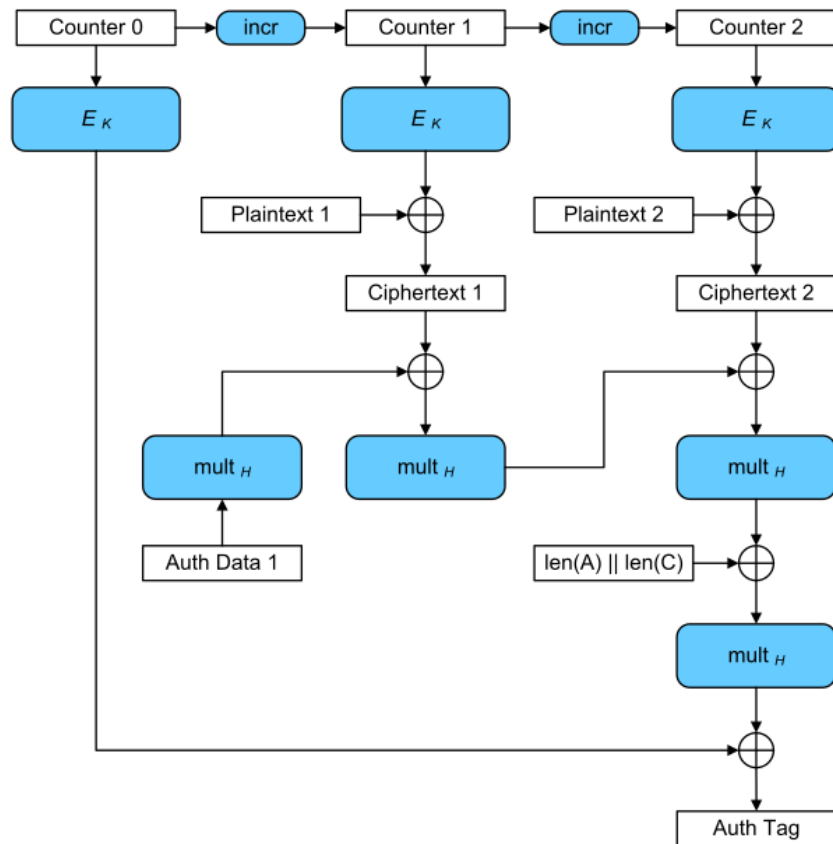 Counter 0
incr
Counter 1
incr
Counter 2
E K
E K
E K
Plaintext 1
Plaintext 2
Ciphertext 1
Ciphertext 2
mult H
mult H
mult H
Auth Data 1
len(A) || len(C)
mult H
Auth Tag